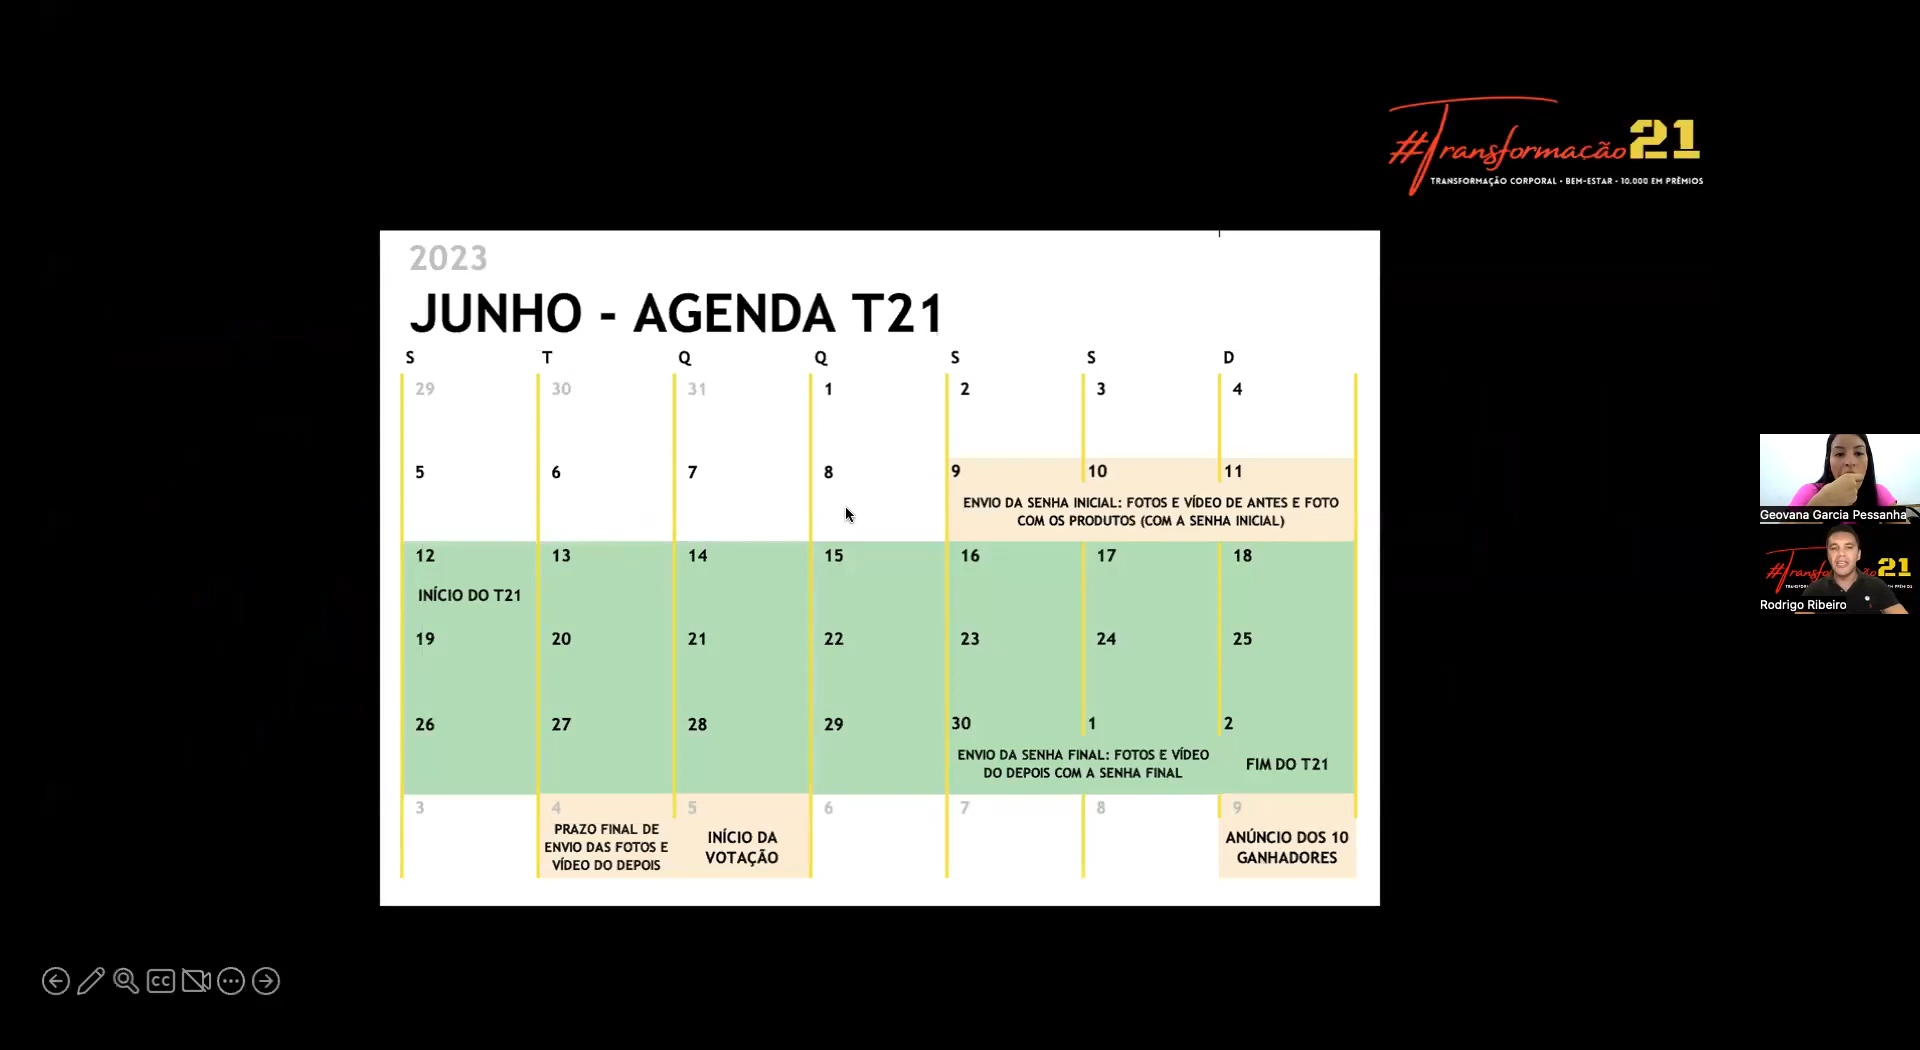 #Transformação21
TRANSFORMAÇÃO CORPORAL • BEM-ESTAR • 10.000 EM PRÊMIOS
2023
JUNHO - AGENDA T21
S T Q Q S S D
29 30 31 1 2 3 4
5 6 7 8 9 10 11
ENVIO DA SENHA INICIAL: FOTOS E VÍDEO DE ANTES E FOTO
COM OS PRODUTOS (COM A SENHA INICIAL)
12 13 14 15 16 17 18
INÍCIO DO T21
19 20 21 22 23 24 25
26 27 28 29 30 1 2
ENVIO DA SENHA FINAL: FOTOS E VÍDEO
DO DEPOIS COM A SENHA FINAL
FIM DO T21
3 4 5 6 7 8 9
PRAZO FINAL DE
ENVIO DAS FOTOS E
VÍDEO DO DEPOIS
INÍCIO DA
VOTAÇÃO
ANÚNCIO DOS 10
GANHADORES
Geovana Garcia Pessanha
21
Rodrigo Ribeiro
CC